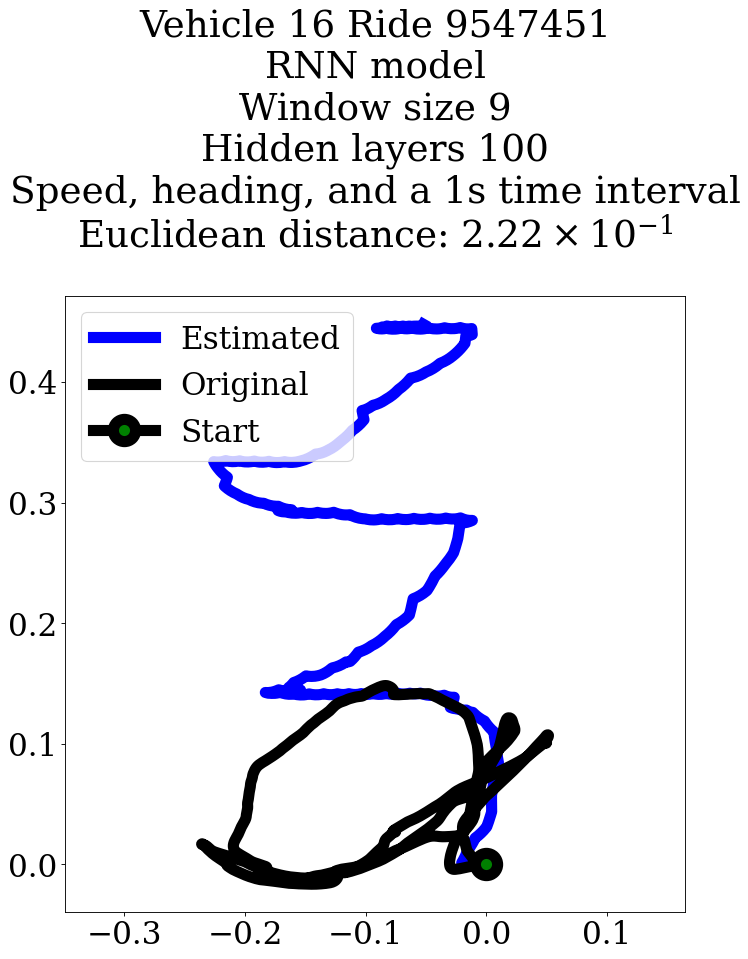 Vehicle 16 Ride 9547451
RNN model
Window size 9
Hidden layers 100
Speed, heading, and a 1s time interval
Euclidean distance: 2.22 × 10⁻¹
Estimated
Original
Start
0.4
0.3
0.2
0.1
0.0
−0.3 −0.2 −0.1 0.0 0.1